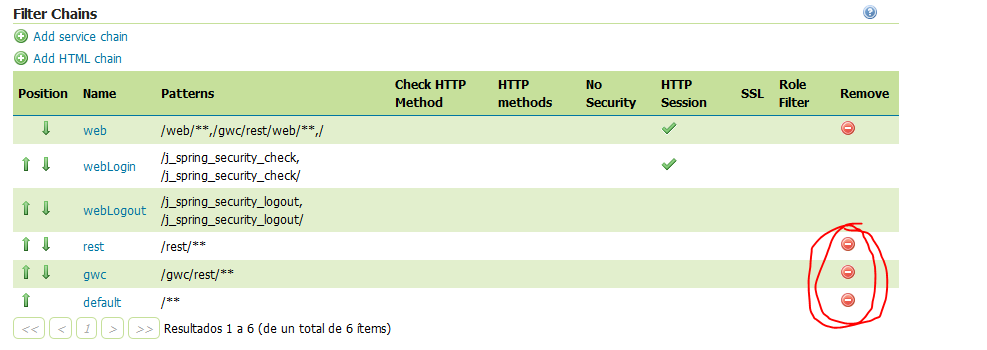 Filter Chains
Add service chain
Add HTML chain
Position Name Patterns Check HTTP Method HTTP methods No Security HTTP Session SSL Role Filter Remove
web /web/**,/gwc/rest/web/**,/
webLogin /j_spring_security_check,
/j_spring_security_check/
webLogout /j_spring_security_logout,
/j_spring_security_logout/
rest /rest/**
gwc /gwc/rest/**
default /**
<< < 1 > >> Resultados 1 a 6 (de un total de 6 ítems)